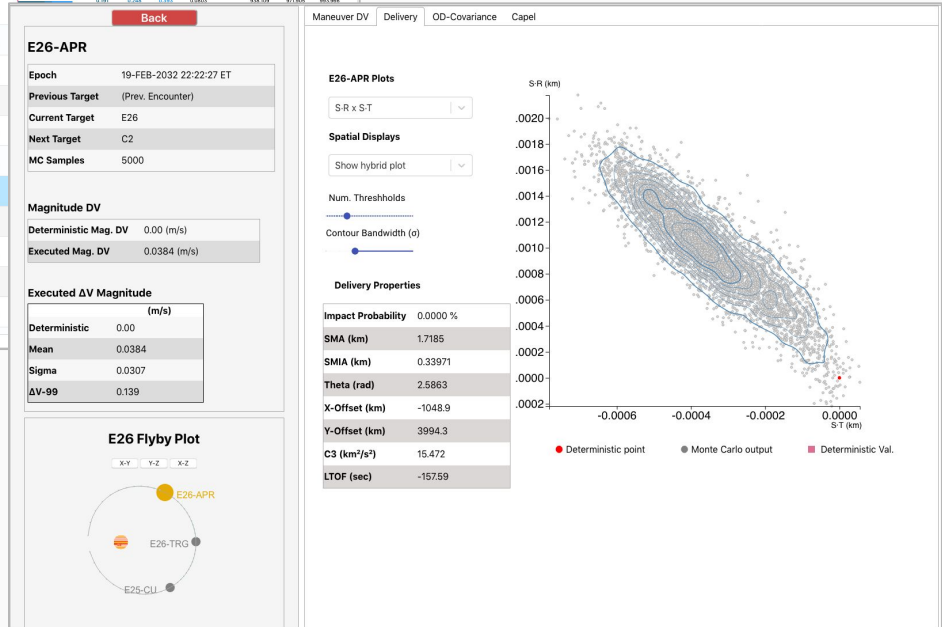 Back
E26-APR
Epoch 19-FEB-2032 22:22:27 ET
Previous Target (Prev. Encounter)
Current Target E26
Next Target C2
MC Samples 5000
Magnitude DV
Deterministic Mag. DV 0.00 (m/s)
Executed Mag. DV 0.0384 (m/s)
Executed ΔV Magnitude
(m/s)
Deterministic 0.00
Mean 0.0384
Sigma 0.0307
ΔV-99 0.139
E26 Flyby Plot
X-Y Y-Z X-Z
E26-APR
E26-TRG
E25-CU
Maneuver DV Delivery OD-Covariance Capel
E26-APR Plots
S·R x S·T
Spatial Displays
Show hybrid plot
Num. Threshholds
Contour Bandwidth (σ)
Delivery Properties
Impact Probability 0.0000 %
SMA (km) 1.7185
SMIA (km) 0.33971
Theta (rad) 2.5863
X-Offset (km) -1048.9
Y-Offset (km) 3994.3
C3 (km²/s²) 15.472
LTOF (sec) -157.59
S·R (km)
.0020
.0018
.0016
.0014
.0012
.0010
.0008
.0006
.0004
.0002
.0000
.0002
-0.0006 -0.0004 -0.0002 0.0000
S·T (km)
Deterministic point Monte Carlo output Deterministic Val.